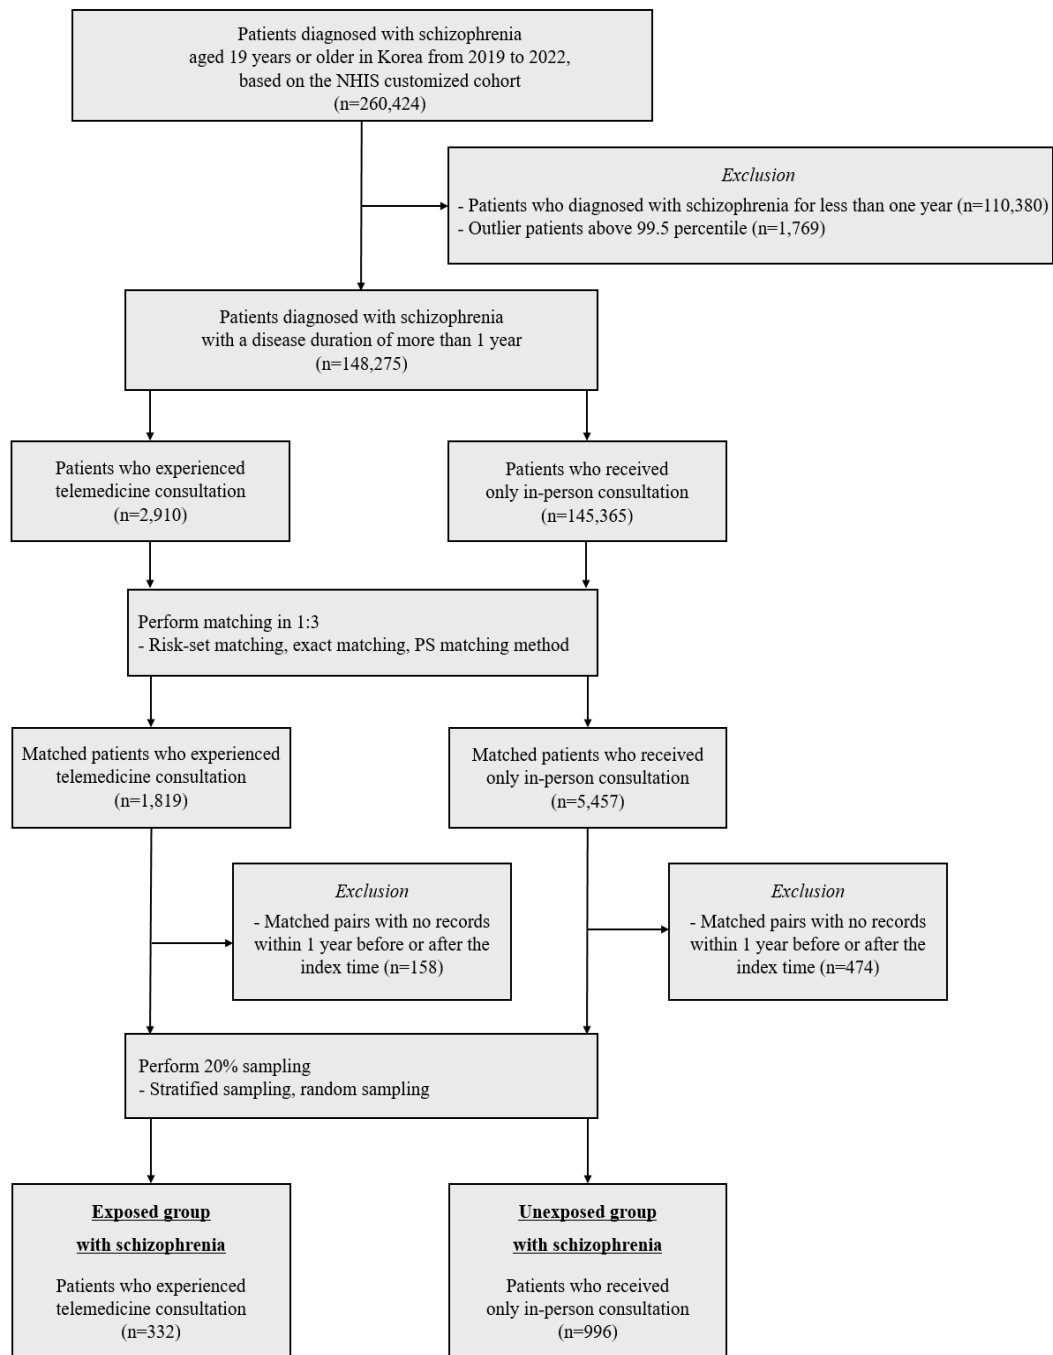 Patients diagnosed with schizophrenia
aged 19 years or older in Korea from 2019 to 2022,
based on the NHIS customized cohort
(n=260,424)
Exclusion
- Patients who diagnosed with schizophrenia for less than one year (n=110,380)
- Outlier patients above 99.5 percentile (n=1,769)
Patients diagnosed with schizophrenia
with a disease duration of more than 1 year
(n=148,275)
Patients who experienced
telemedicine consultation
(n=2,910)
Patients who received
only in-person consultation
(n=145,365)
Perform matching in 1:3
- Risk-set matching, exact matching, PS matching method
Matched patients who experienced
telemedicine consultation
(n=1,819)
Matched patients who received
only in-person consultation
(n=5,457)
Exclusion
- Matched pairs with no records
within 1 year before or after the
index time (n=158)
Exclusion
- Matched pairs with no records
within 1 year before or after the
index time (n=474)
Perform 20% sampling
- Stratified sampling, random sampling
Exposed group
with schizophrenia
Patients who experienced
telemedicine consultation
(n=332)
Unexposed group
with schizophrenia
Patients who received
only in-person consultation
(n=996)